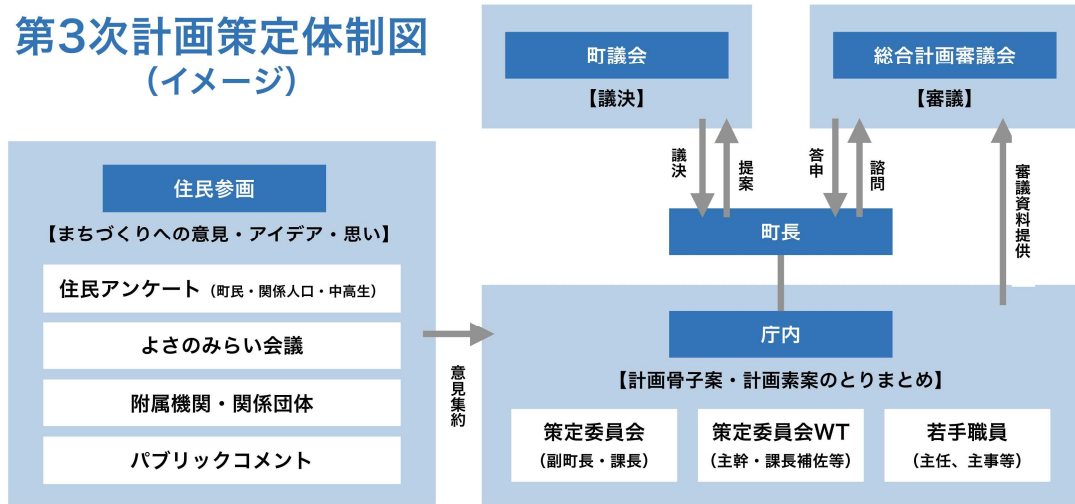 第3次計画策定体制図
（イメージ）
町議会
【議決】
総合計画審議会
【審議】
議決
提案
答申
諮問
審議資料提供
町長
住民参画
【まちづくりへの意見・アイデア・思い】
住民アンケート（町民・関係人口・中高生）
よさのみらい会議
附属機関・関係団体
パブリックコメント
意見集約
庁内
【計画骨子案・計画素案のとりまとめ】
策定委員会
（副町長・課長）
策定委員会WT
（主幹・課長補佐等）
若手職員
（主任、主事等）